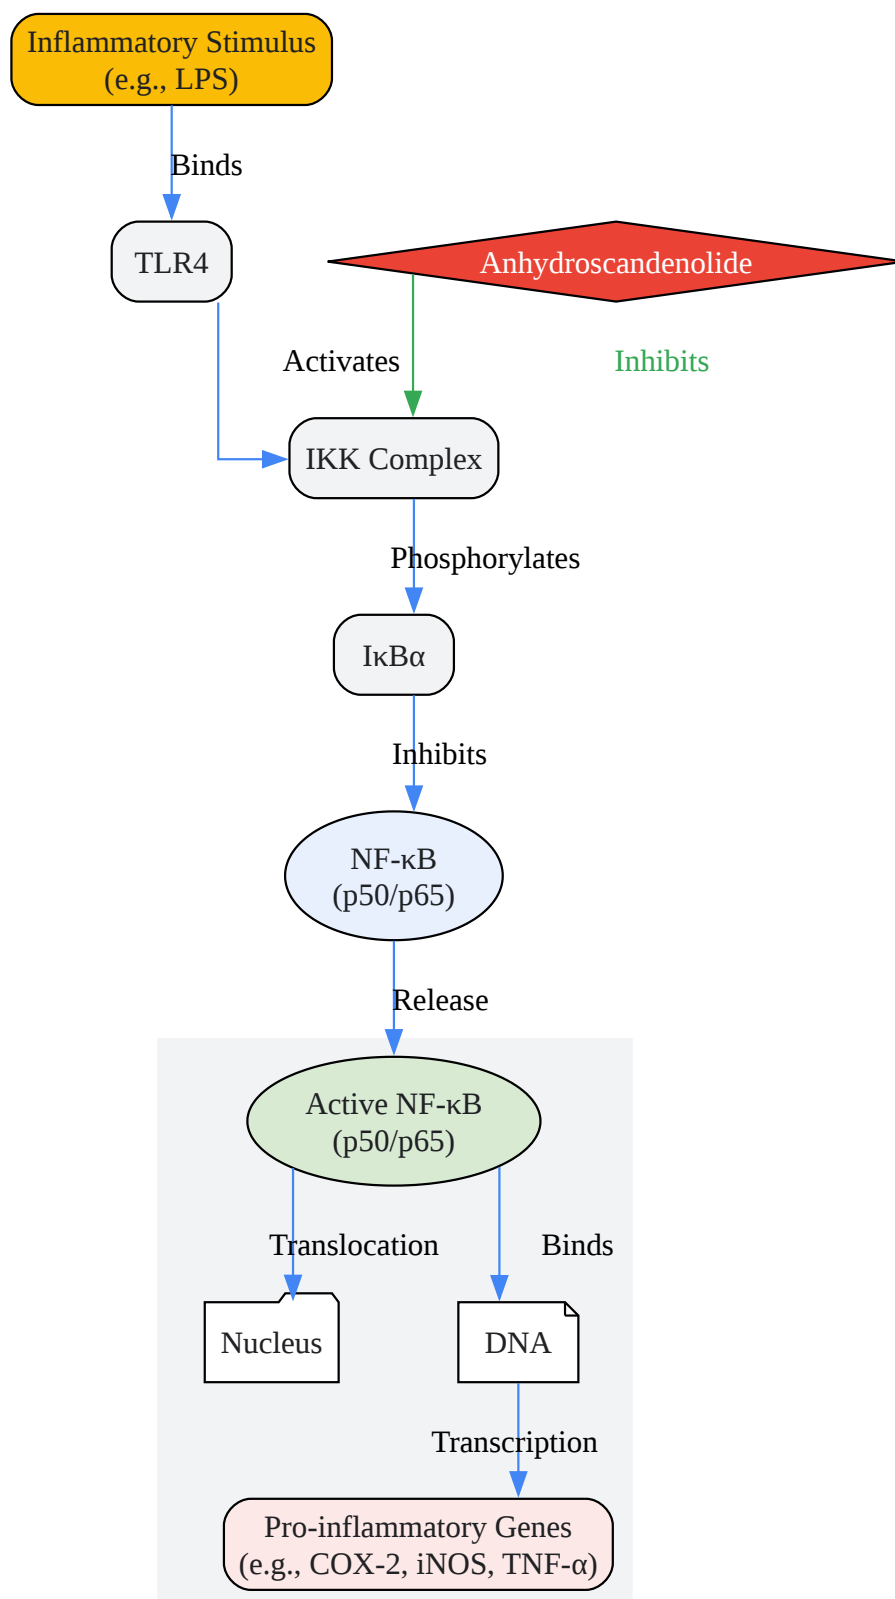 Inflammatory Stimulus
(e.g., LPS)
Binds
TLR4
Anhydroscandenolide
Activates
Inhibits
IKK Complex
Phosphorylates
IκBα
Inhibits
NF-κB
(p50/p65)
Release
Active NF-κB
(p50/p65)
Translocation
Binds
Nucleus
DNA
Transcription
Pro-inflammatory Genes
(e.g., COX-2, iNOS, TNF-α)